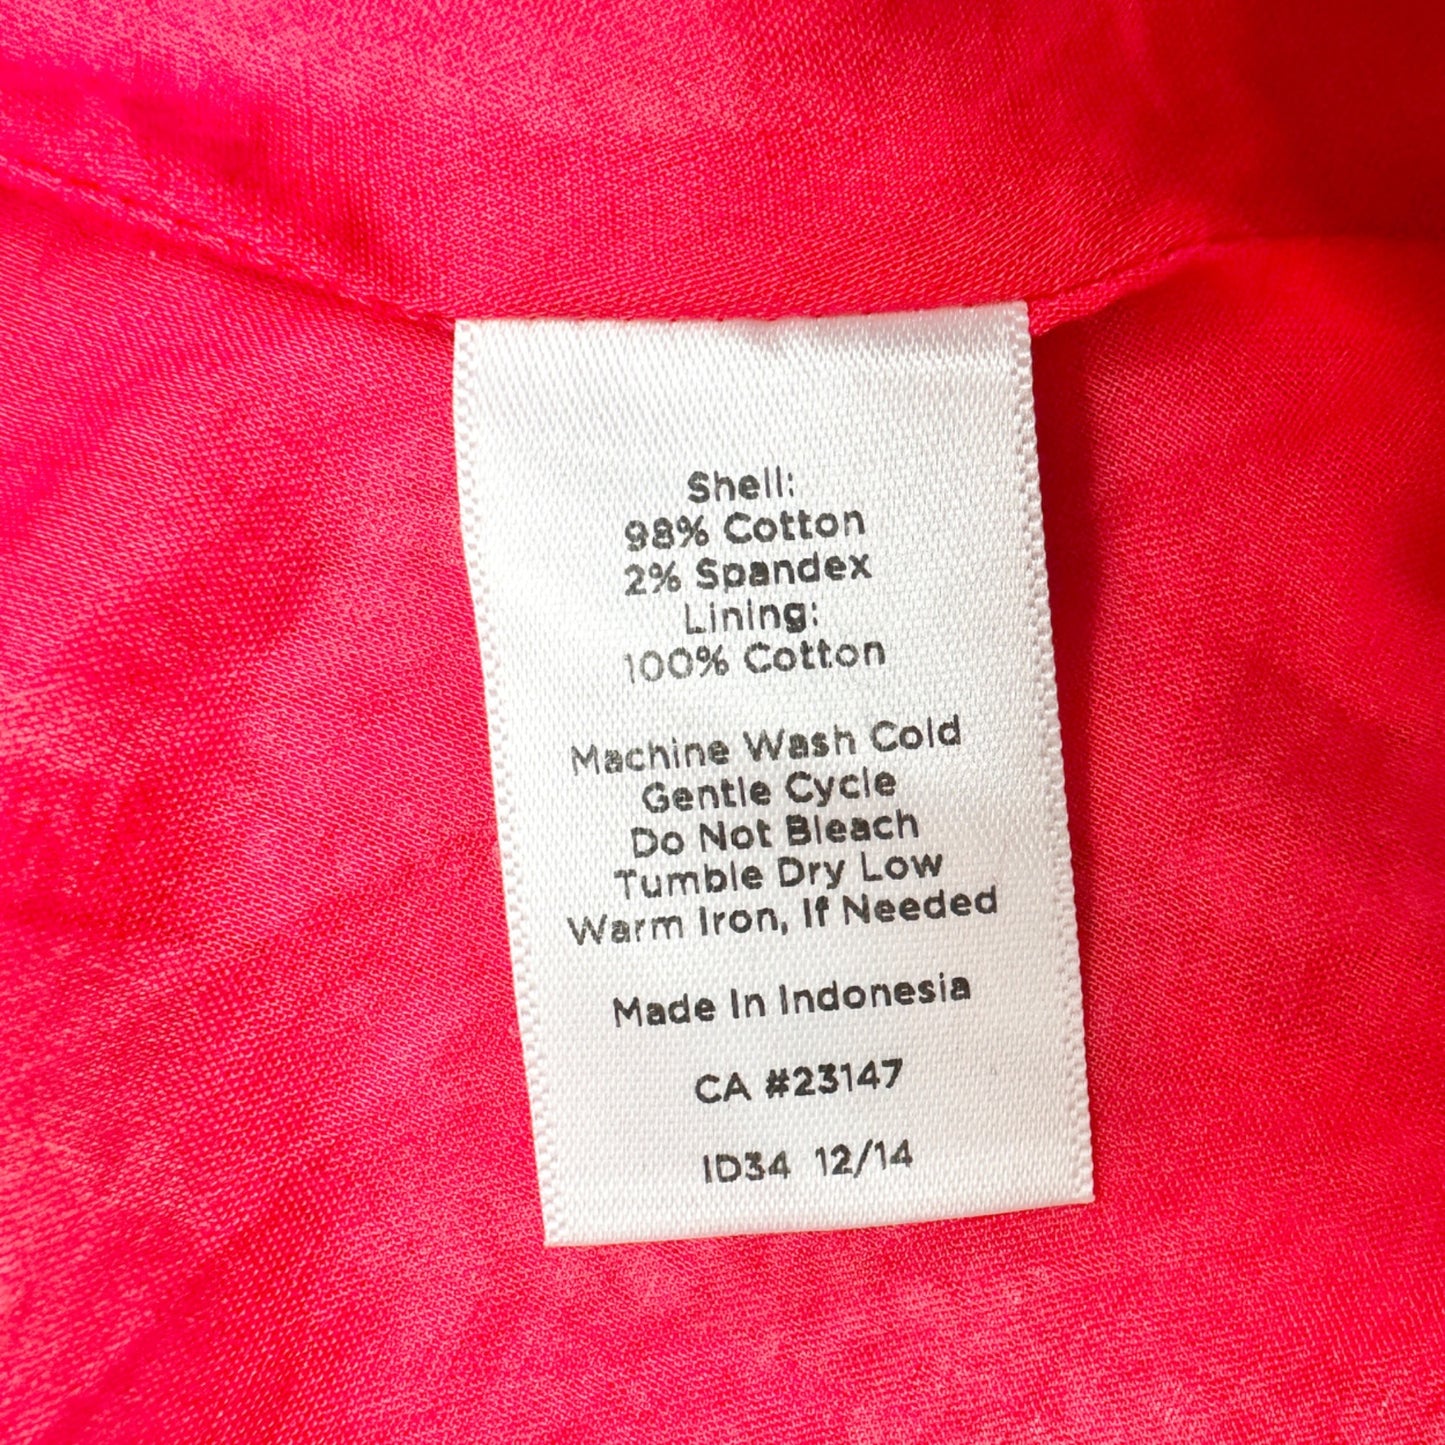 Shell:
98% Cotton
2% Spandex
Lining:
100% Cotton
Machine Wash Cold
Gentle Cycle
Do Not Bleach
Tumble Dry Low
Warm Iron, If Needed
Made In Indonesia
CA #23147
ID34 12/14